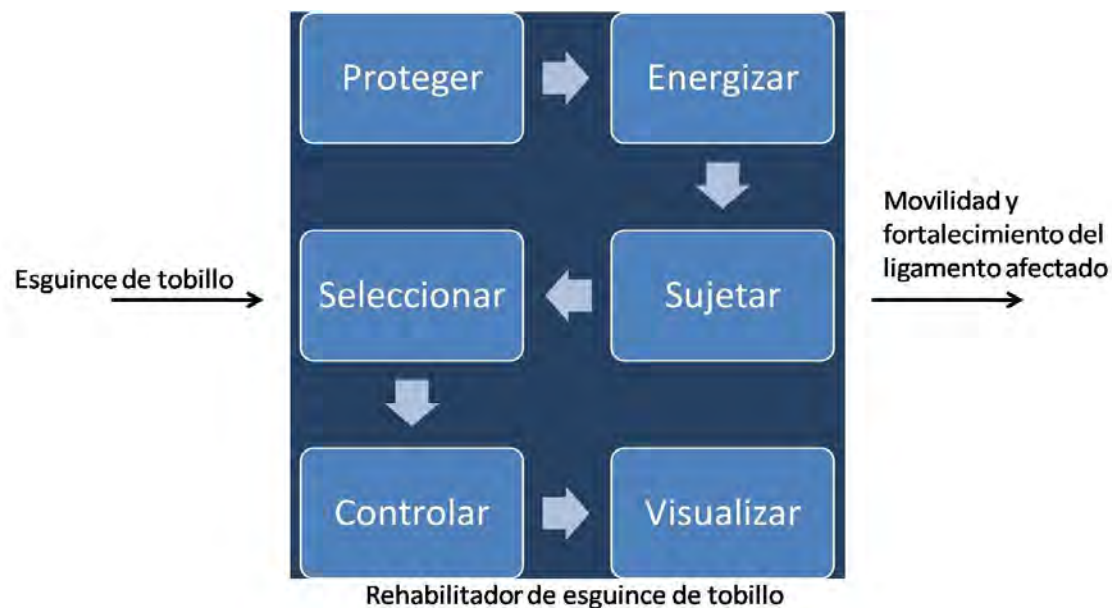 Proteger
Energizar
Esguince de tobillo
Seleccionar
Sujetar
Movilidad y
fortalecimiento del
ligamento afectado
Controlar
Visualizar
Rehabilitador de esguince de tobillo